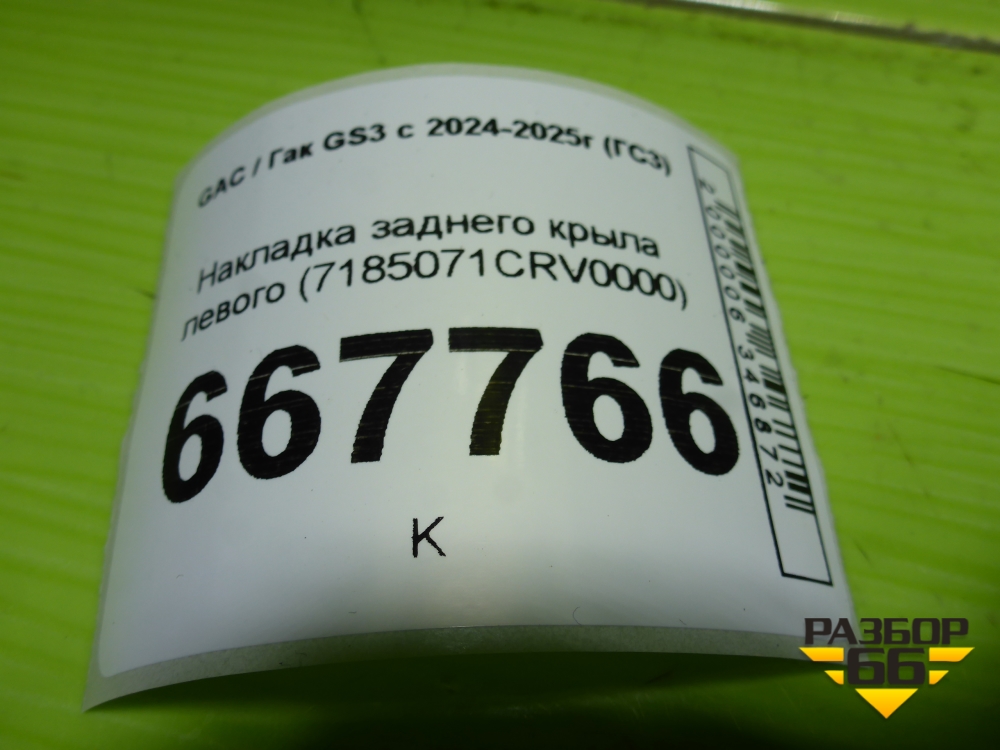 GAC / Гак GS3 с 2024-2025г (ГС3)
Накладка заднего крыла
левого (7185071CRV0000)
667766
К
2000006346872
РАЗБОР
66